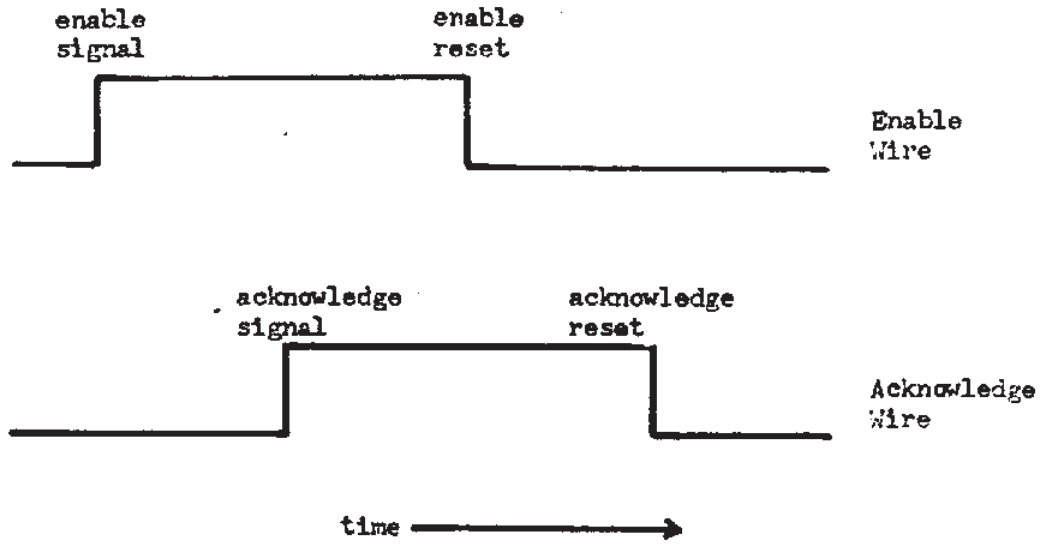 enable
signal
enable
reset
Enable
Wire
acknowledge
signal
acknowledge
reset
Acknowledge
Wire
time